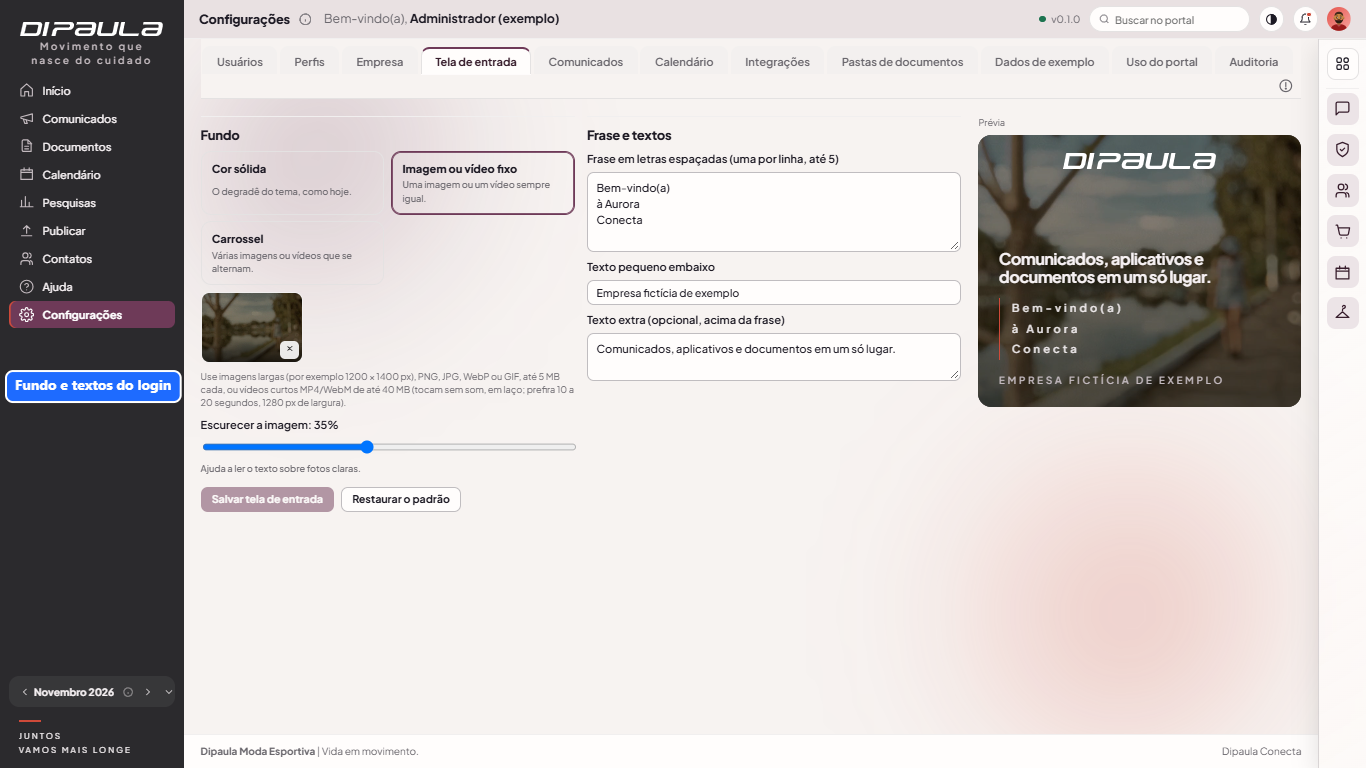 DIPAULA
Movimento que
nasce do cuidado
Início
Comunicados
Documentos
Calendário
Pesquisas
Publicar
Contatos
Ajuda
Configurações
Fundo e textos do login
Novembro 2026
JUNTOS
VAMOS MAIS LONGE
Configurações
Bem-vindo(a), Administrador (exemplo)
v0.1.0
Buscar no portal
Usuários
Perfis
Empresa
Tela de entrada
Comunicados
Calendário
Integrações
Pastas de documentos
Dados de exemplo
Uso do portal
Auditoria
Fundo
Cor sólida
O degradê do tema, como hoje.
Imagem ou vídeo fixo
Uma imagem ou um vídeo sempre
igual.
Carrossel
Várias imagens ou vídeos que se
alternam.
Use imagens largas (por exemplo 1200 × 1400 px), PNG, JPG, WebP ou GIF, até 5 MB
cada, ou vídeos curtos MP4/WebM de até 40 MB (tocam sem som, em laço; prefira 10 a
20 segundos, 1280 px de largura).
Escurecer a imagem: 35%
Ajuda a ler o texto sobre fotos claras.
Salvar tela de entrada
Restaurar o padrão
Frase e textos
Frase em letras espaçadas (uma por linha, até 5)
Bem-vindo(a)
à Aurora
Conecta
Texto pequeno embaixo
Empresa fictícia de exemplo
Texto extra (opcional, acima da frase)
Comunicados, aplicativos e documentos em um só lugar.
Prévia
DIPAULA
Comunicados, aplicativos e
documentos em um só lugar.
Bem-vindo(a)
à Aurora
Conecta
EMPRESA FICTÍCIA DE EXEMPLO
Dipaula Moda Esportiva | Vida em movimento.
Dipaula Conecta